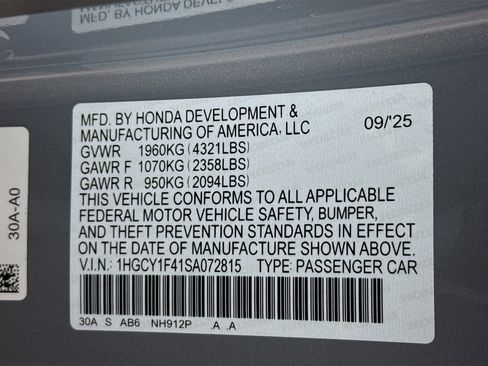 MFD. BY HONDA DEVELOPMENT &
MANUFACTURING OF AMERICA, LLC 09/'25
GVWR 1960KG (4321LBS)
GAWR F 1070KG (2358LBS)
GAWR R 950KG (2094LBS)
THIS VEHICLE CONFORMS TO ALL APPLICABLE
FEDERAL MOTOR VEHICLE SAFETY, BUMPER,
AND THEFT PREVENTION STANDARDS IN EFFECT
ON THE DATE OF MANUFACTURE SHOWN ABOVE.
V.I.N.: 1HGCY1F41SA072815 TYPE: PASSENGER CAR
30A S AB6 NH912P .A .A
30A-A0